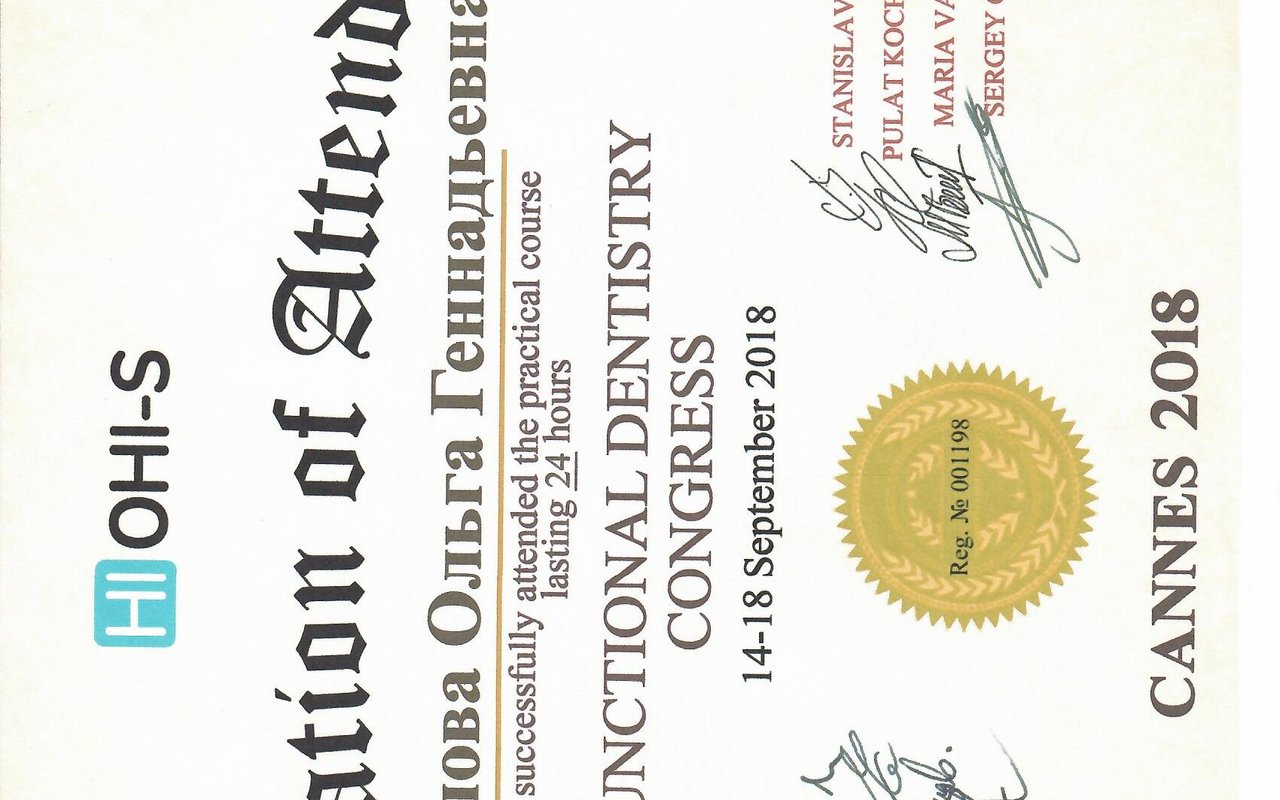 HI OHI-S
ation of Attend
нова Ольга Геннадьевна
successfully attended the practical course
lasting 24 hours
UNCTIONAL DENTISTRY
CONGRESS
14-18 September 2018
STANISLAV
PULAT KOCH
MARIA VA
SERGEY
Reg. № 001198
CANNES 2018